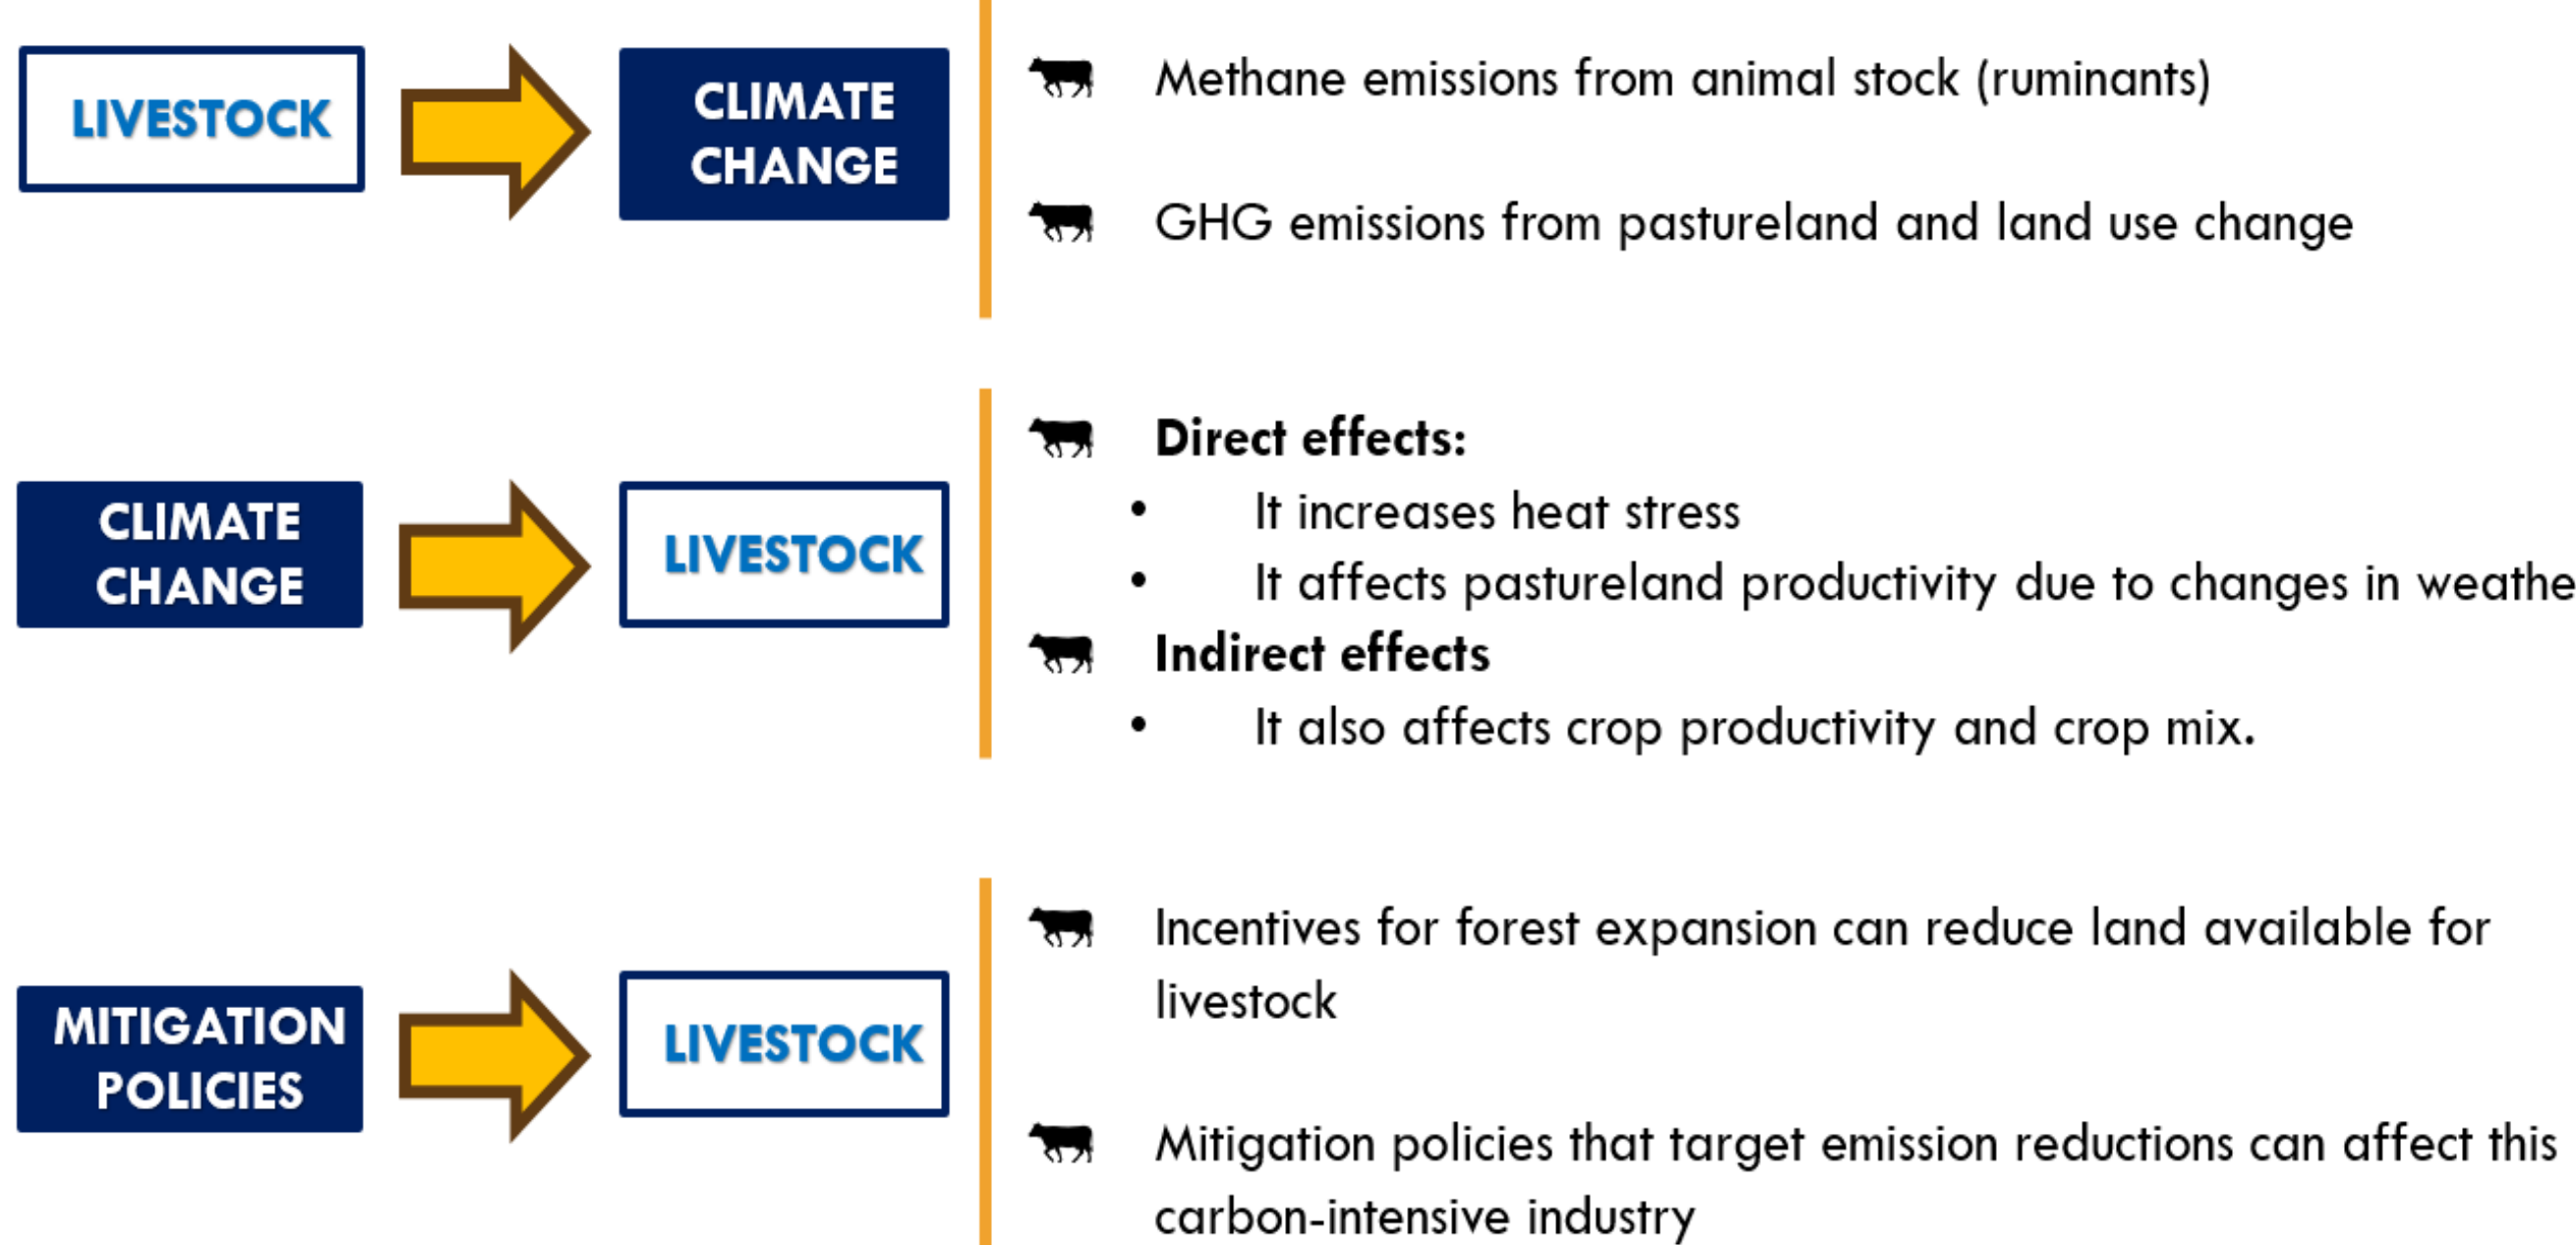 LIVESTOCK
CLIMATE
CHANGE
Methane emissions from animal stock (ruminants)
GHG emissions from pastureland and land use change
CLIMATE
CHANGE
LIVESTOCK
Direct effects:
• It increases heat stress
• It affects pastureland productivity due to changes in weathe
Indirect effects
• It also affects crop productivity and crop mix.
MITIGATION
POLICIES
LIVESTOCK
Incentives for forest expansion can reduce land available for
livestock
Mitigation policies that target emission reductions can affect this
carbon-intensive industry